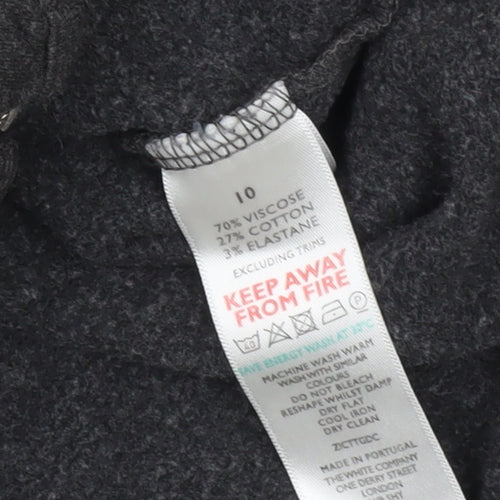 10
70% VISCOSE
27% COTTON
3% ELASTANE
EXCLUDING TRIMS
KEEP AWAY
FROM FIRE
40 P
SAVE ENERGY WASH AT 30°C
MACHINE WASH WARM
WASH WITH SIMILAR
COLOURS
DO NOT BLEACH
RESHAPE WHILST DAMP
DRY FLAT
COOL IRON
DRY CLEAN
ZICTTGDC
MADE IN PORTUGAL
THE WHITE COMPANY
ONE DERRY STREET
LONDON